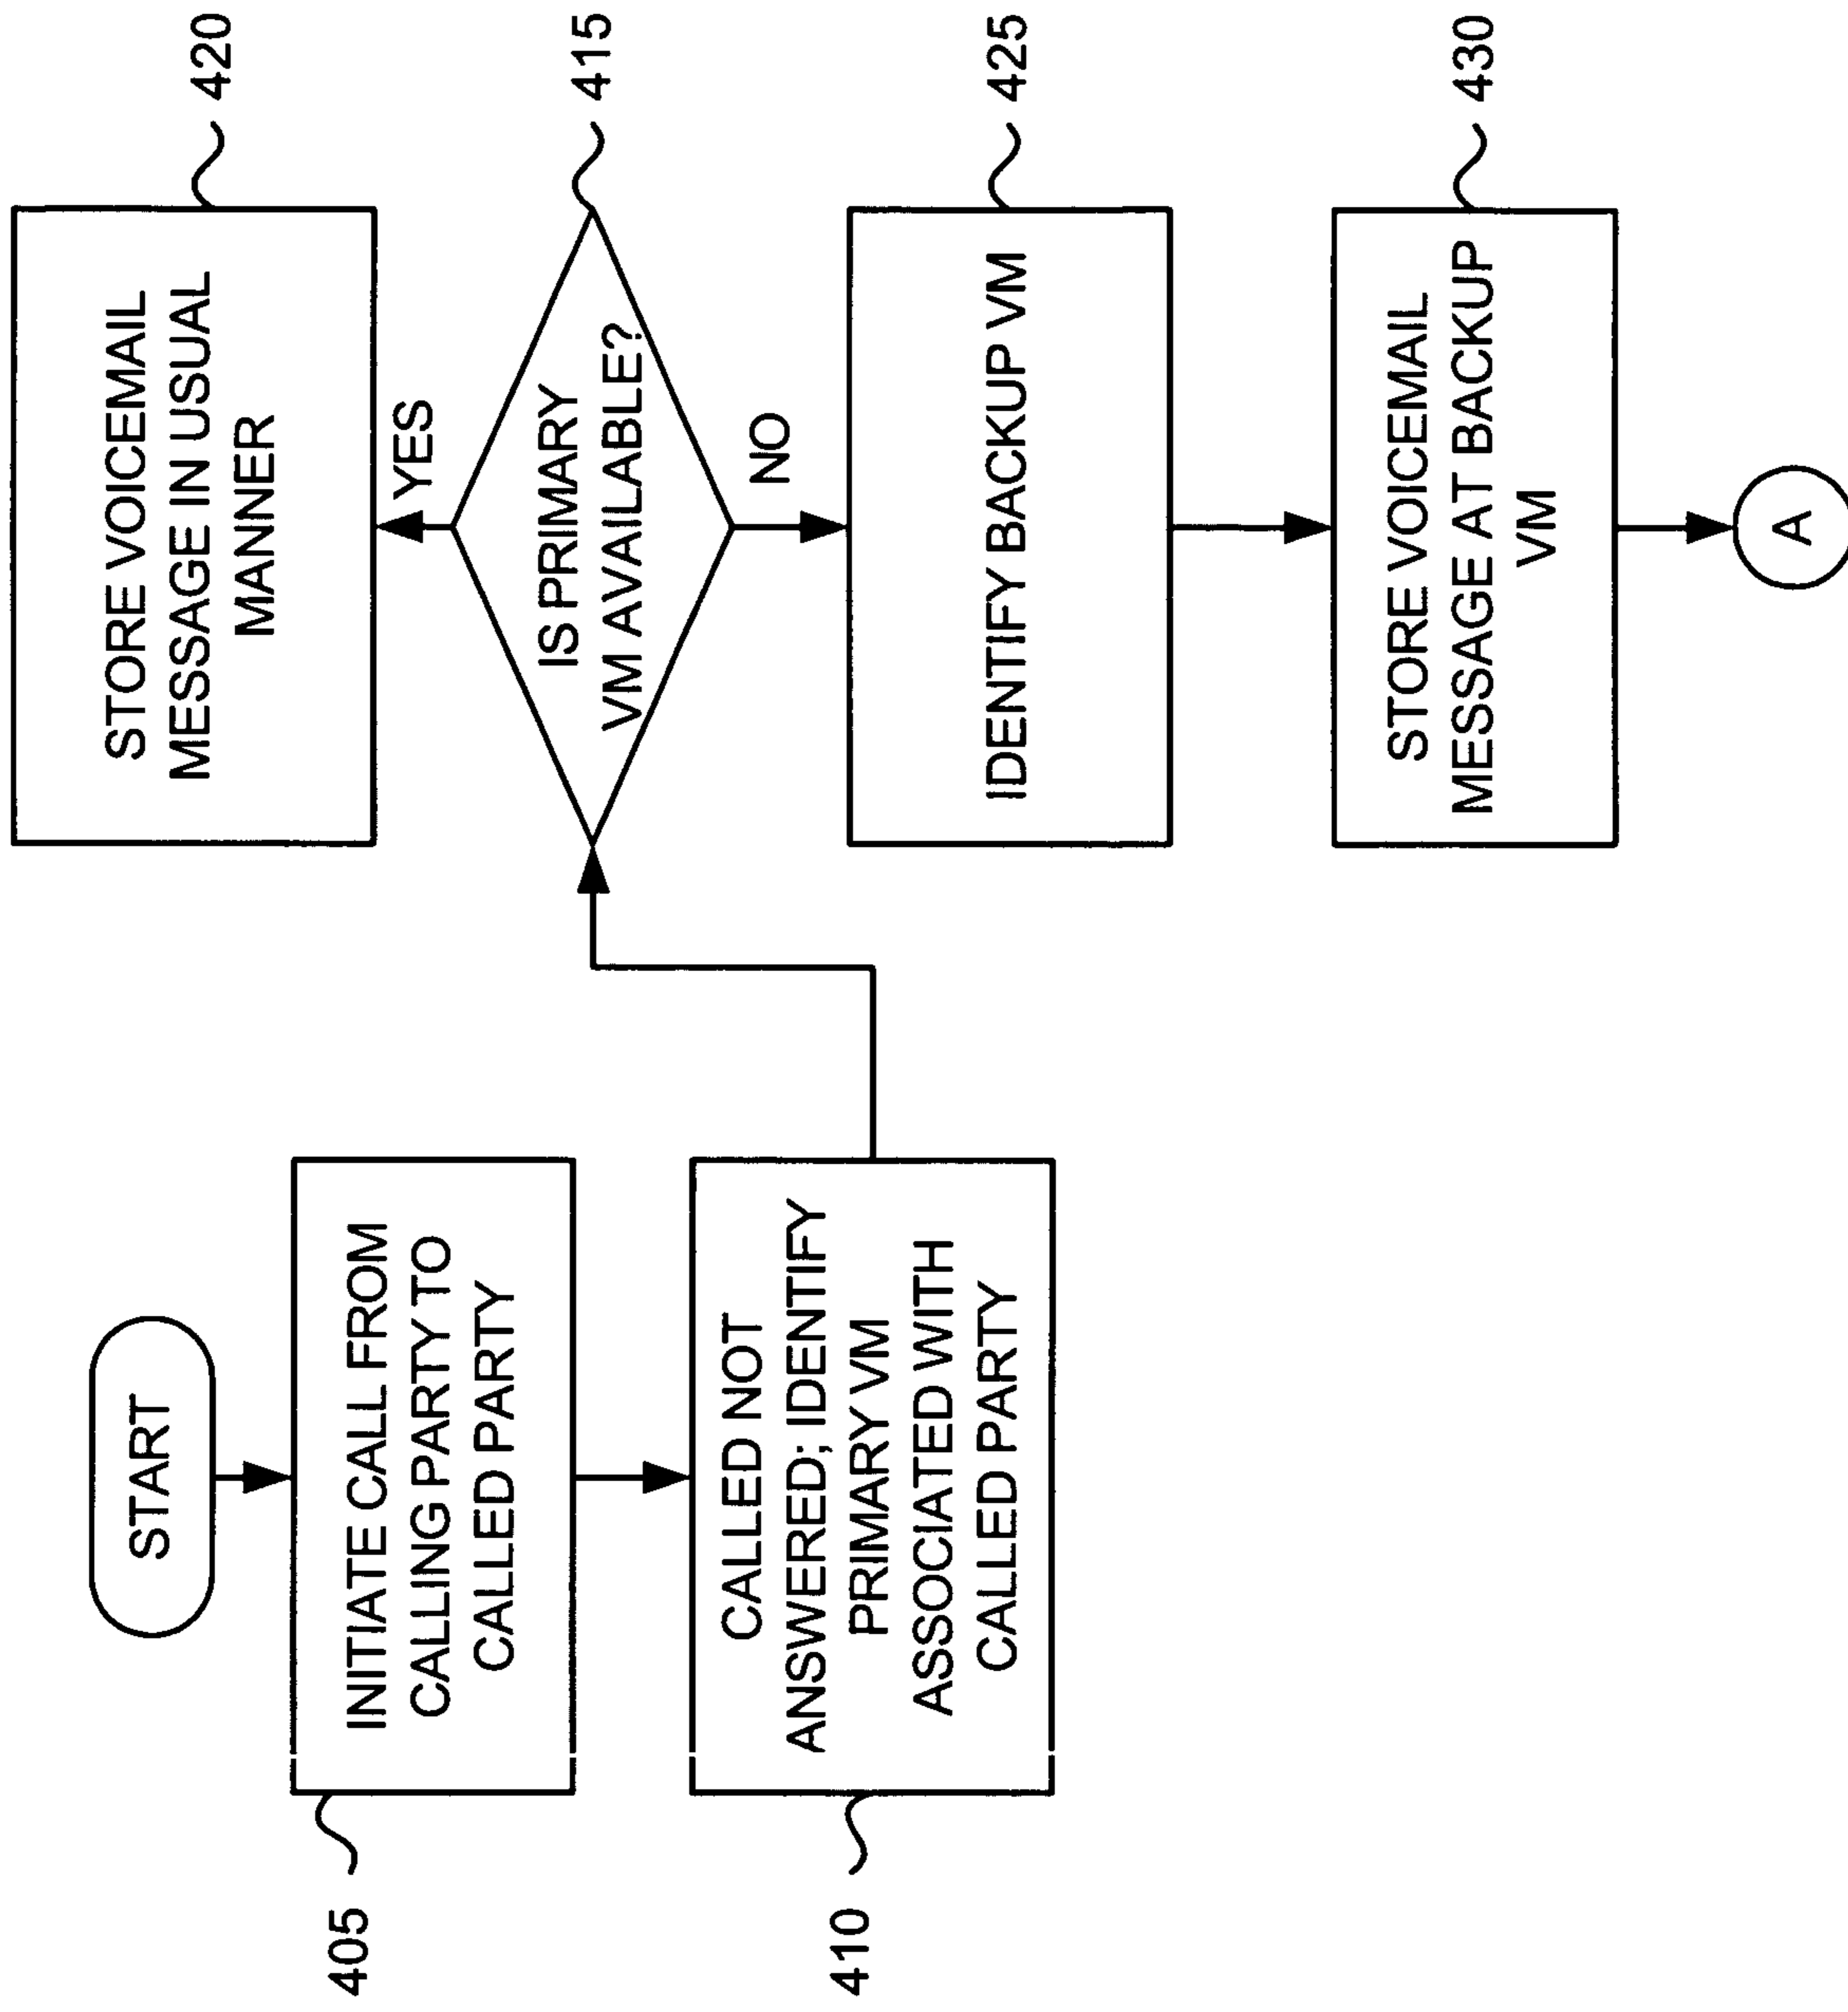 START
INITIATE CALL FROM
CALLING PARTY TO
CALLED PARTY
405
CALLED NOT
ANSWERED; IDENTIFY
PRIMARY VM
ASSOCIATED WITH
CALLED PARTY
410
STORE VOICEMAIL
MESSAGE IN USUAL
MANNER
420
YES
IS PRIMARY
VM AVAILABLE?
415
NO
IDENTIFY BACKUP VM
425
STORE VOICEMAIL
MESSAGE AT BACKUP
VM
430
A